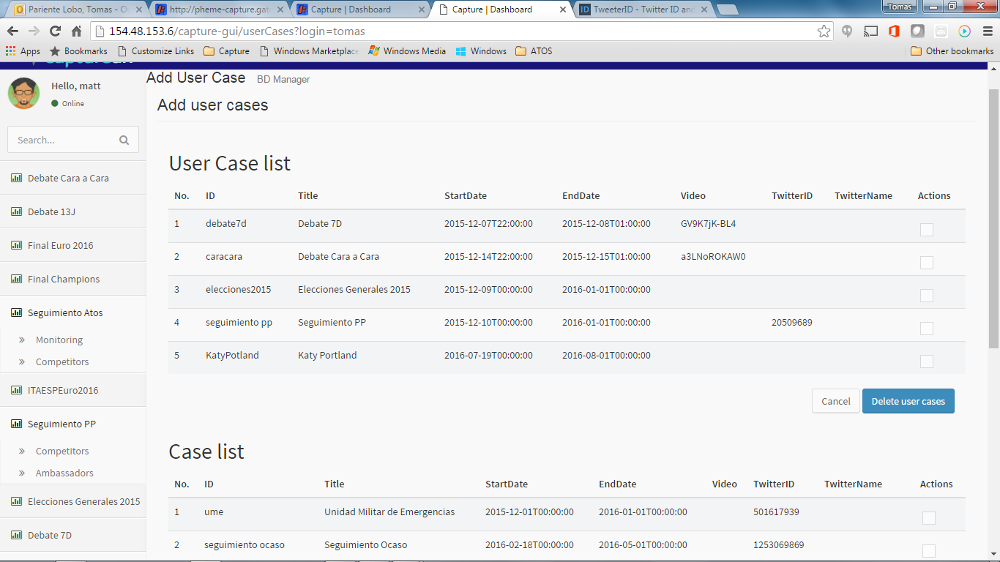 Pariente Lobo, Tomas - O
http://pheme-capture.gat
Capture | Dashboard
Capture | Dashboard
TweeterID - Twitter ID an
Tomas
154.48.153.6/capture-gui/userCases?login=tomas
Apps Bookmarks Customize Links Capture Windows Marketplace Windows Media Windows ATOS Other bookmarks
Hello, matt
Online
Search...
Debate Cara a Cara
Debate 13J
Final Euro 2016
Final Champions
Seguimiento Atos
Monitoring
Competitors
ITAESPEuro2016
Seguimiento PP
Competitors
Ambassadors
Elecciones Generales 2015
Debate 7D
Add User Case BD Manager
Add user cases
User Case list
No. ID Title StartDate EndDate Video TwitterID TwitterName Actions
1 debate7d Debate 7D 2015-12-07T22:00:00 2015-12-08T01:00:00 GV9K7jK-BL4
2 caracara Debate Cara a Cara 2015-12-14T22:00:00 2015-12-15T01:00:00 a3LNoROKAW0
3 elecciones2015 Elecciones Generales 2015 2015-12-09T00:00:00 2016-01-01T00:00:00
4 seguimiento pp Seguimiento PP 2015-12-10T00:00:00 2016-01-01T00:00:00 20509689
5 KatyPotland Katy Portland 2016-07-19T00:00:00 2016-08-01T00:00:00
Cancel Delete user cases
Case list
No. ID Title StartDate EndDate Video TwitterID TwitterName Actions
1 ume Unidad Militar de Emergencias 2015-12-01T00:00:00 2016-01-01T00:00:00 501617939
2 seguimiento ocaso Seguimiento Ocaso 2016-02-18T00:00:00 2016-05-01T00:00:00 1253069869